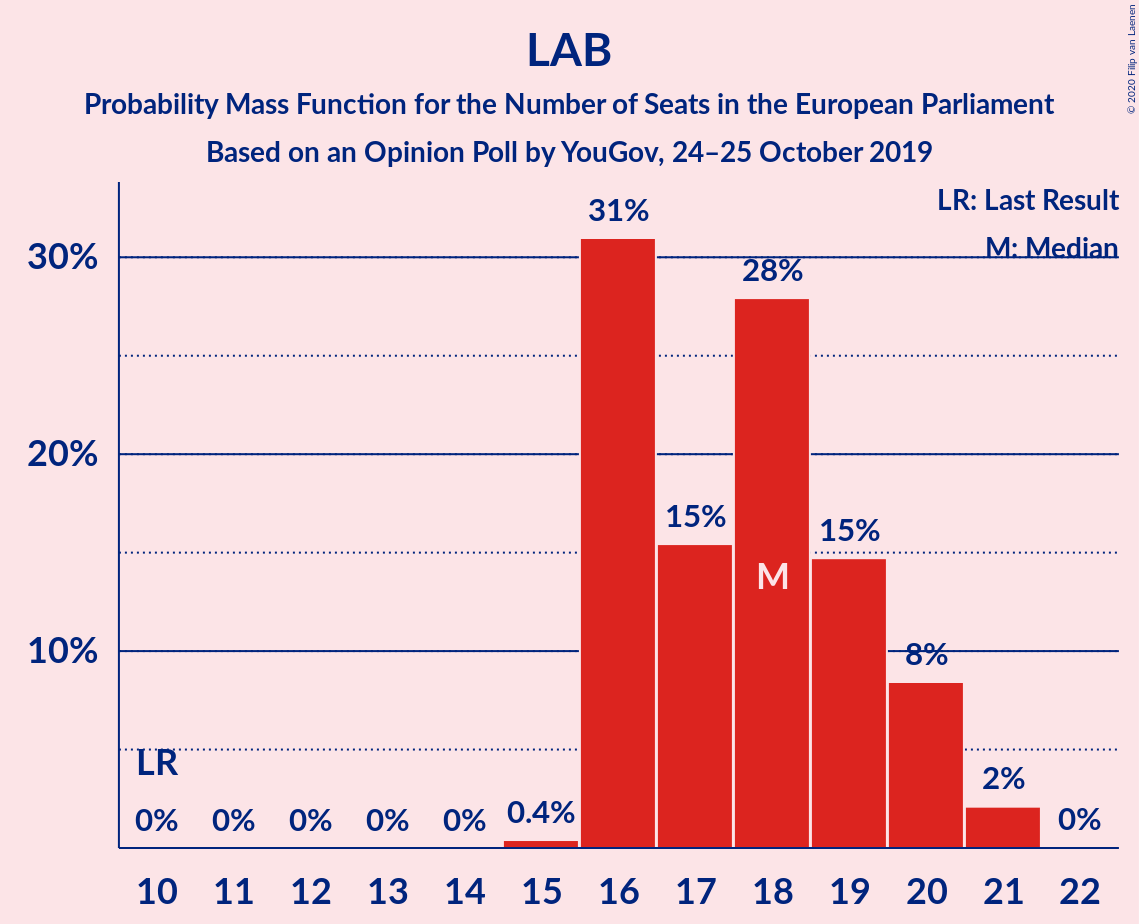 LAB
Probability Mass Function for the Number of Seats in the European Parliament
Based on an Opinion Poll by YouGov, 24–25 October 2019
© 2020 Filip van Laenen
LR: Last Result
M: Median
30%
20%
10%
31%
28%
15%
15%
M
8%
LR
2%
0%
0%
0%
0%
0%
0.4%
0%
10 11 12 13 14 15 16 17 18 19 20 21 22